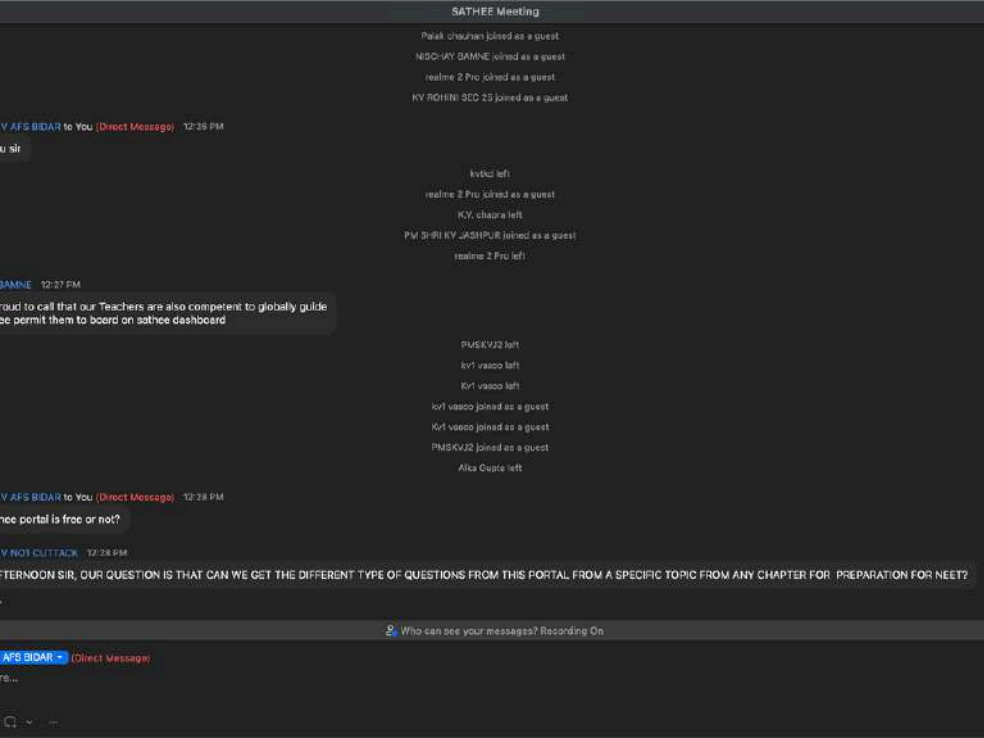 SATHEE Meeting
Palak chauhan joined as a guest
NISCHAY BAMNE joined as a guest
realme 2 Pro joined as a guest
KV ROHINI SEC 25 joined as a guest
V AFS BIDAR to You (Direct Message) 12:26 PM
u sir
left
realme 2 Pro joined as a guest
K.V. chapra left
PM SHRI KV JASHPUR joined as a guest
realme 2 Pro left
BAMNE 12:27 PM
roud to call that our Teachers are also competent to globally guide
ee permit them to board on sathee dashboard
PMSKVJ2 left
kv1 vasco left
Kv1 vasco left
kv1 vasco joined as a guest
Kv1 vasco joined as a guest
PMSKVJ2 joined as a guest
Alka Gupta left
V AFS BIDAR to You (Direct Message) 12:28 PM
hee portal is free or not?
V NO1 CUTTACK 12:28 PM
FTERNOON SIR, OUR QUESTION IS THAT CAN WE GET THE DIFFERENT TYPE OF QUESTIONS FROM THIS PORTAL FROM A SPECIFIC TOPIC FROM ANY CHAPTER FOR PREPARATION FOR NEET?
Who can see your messages? Recording On
AFS BIDAR (Direct Message)
re...